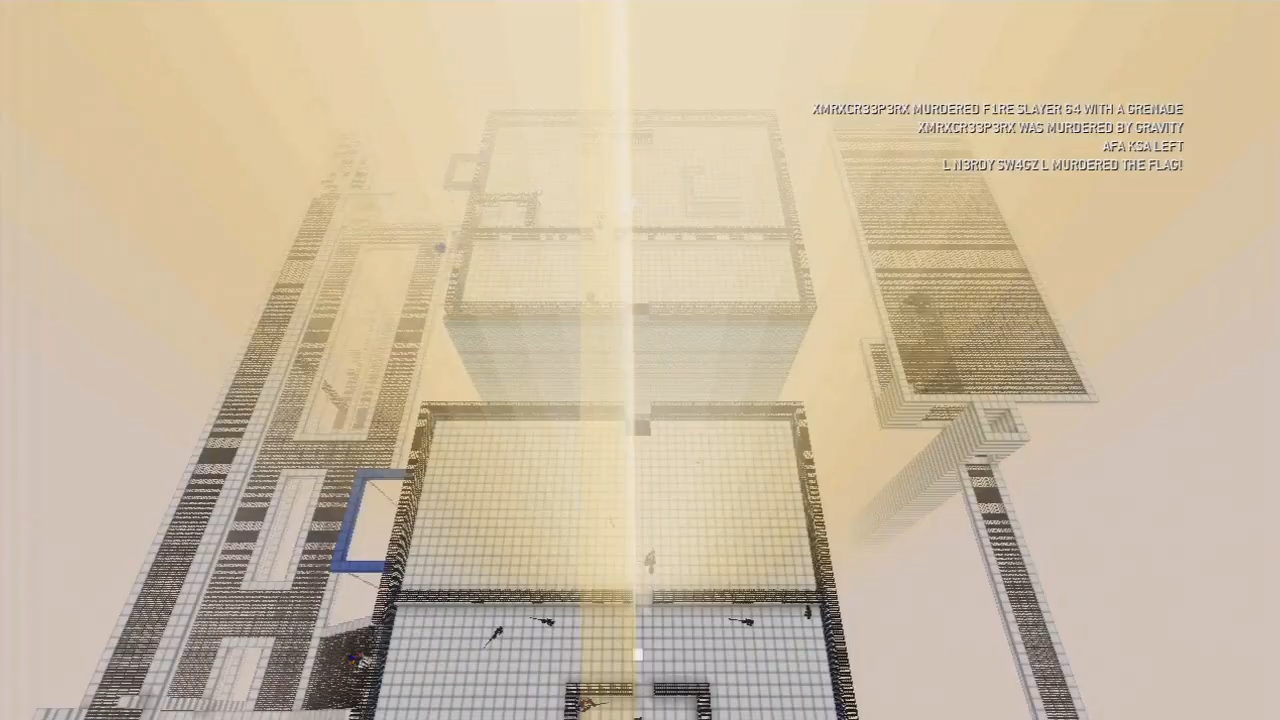 XMRXCR33P3RX MURDERED F1RE SLAYER 64 WITH A GRENADE
XMRXCR33P3RX WAS MURDERED BY GRAVITY
AFA KSA LEFT
L N3RDY SW4GZ L MURDERED THE FLAG!